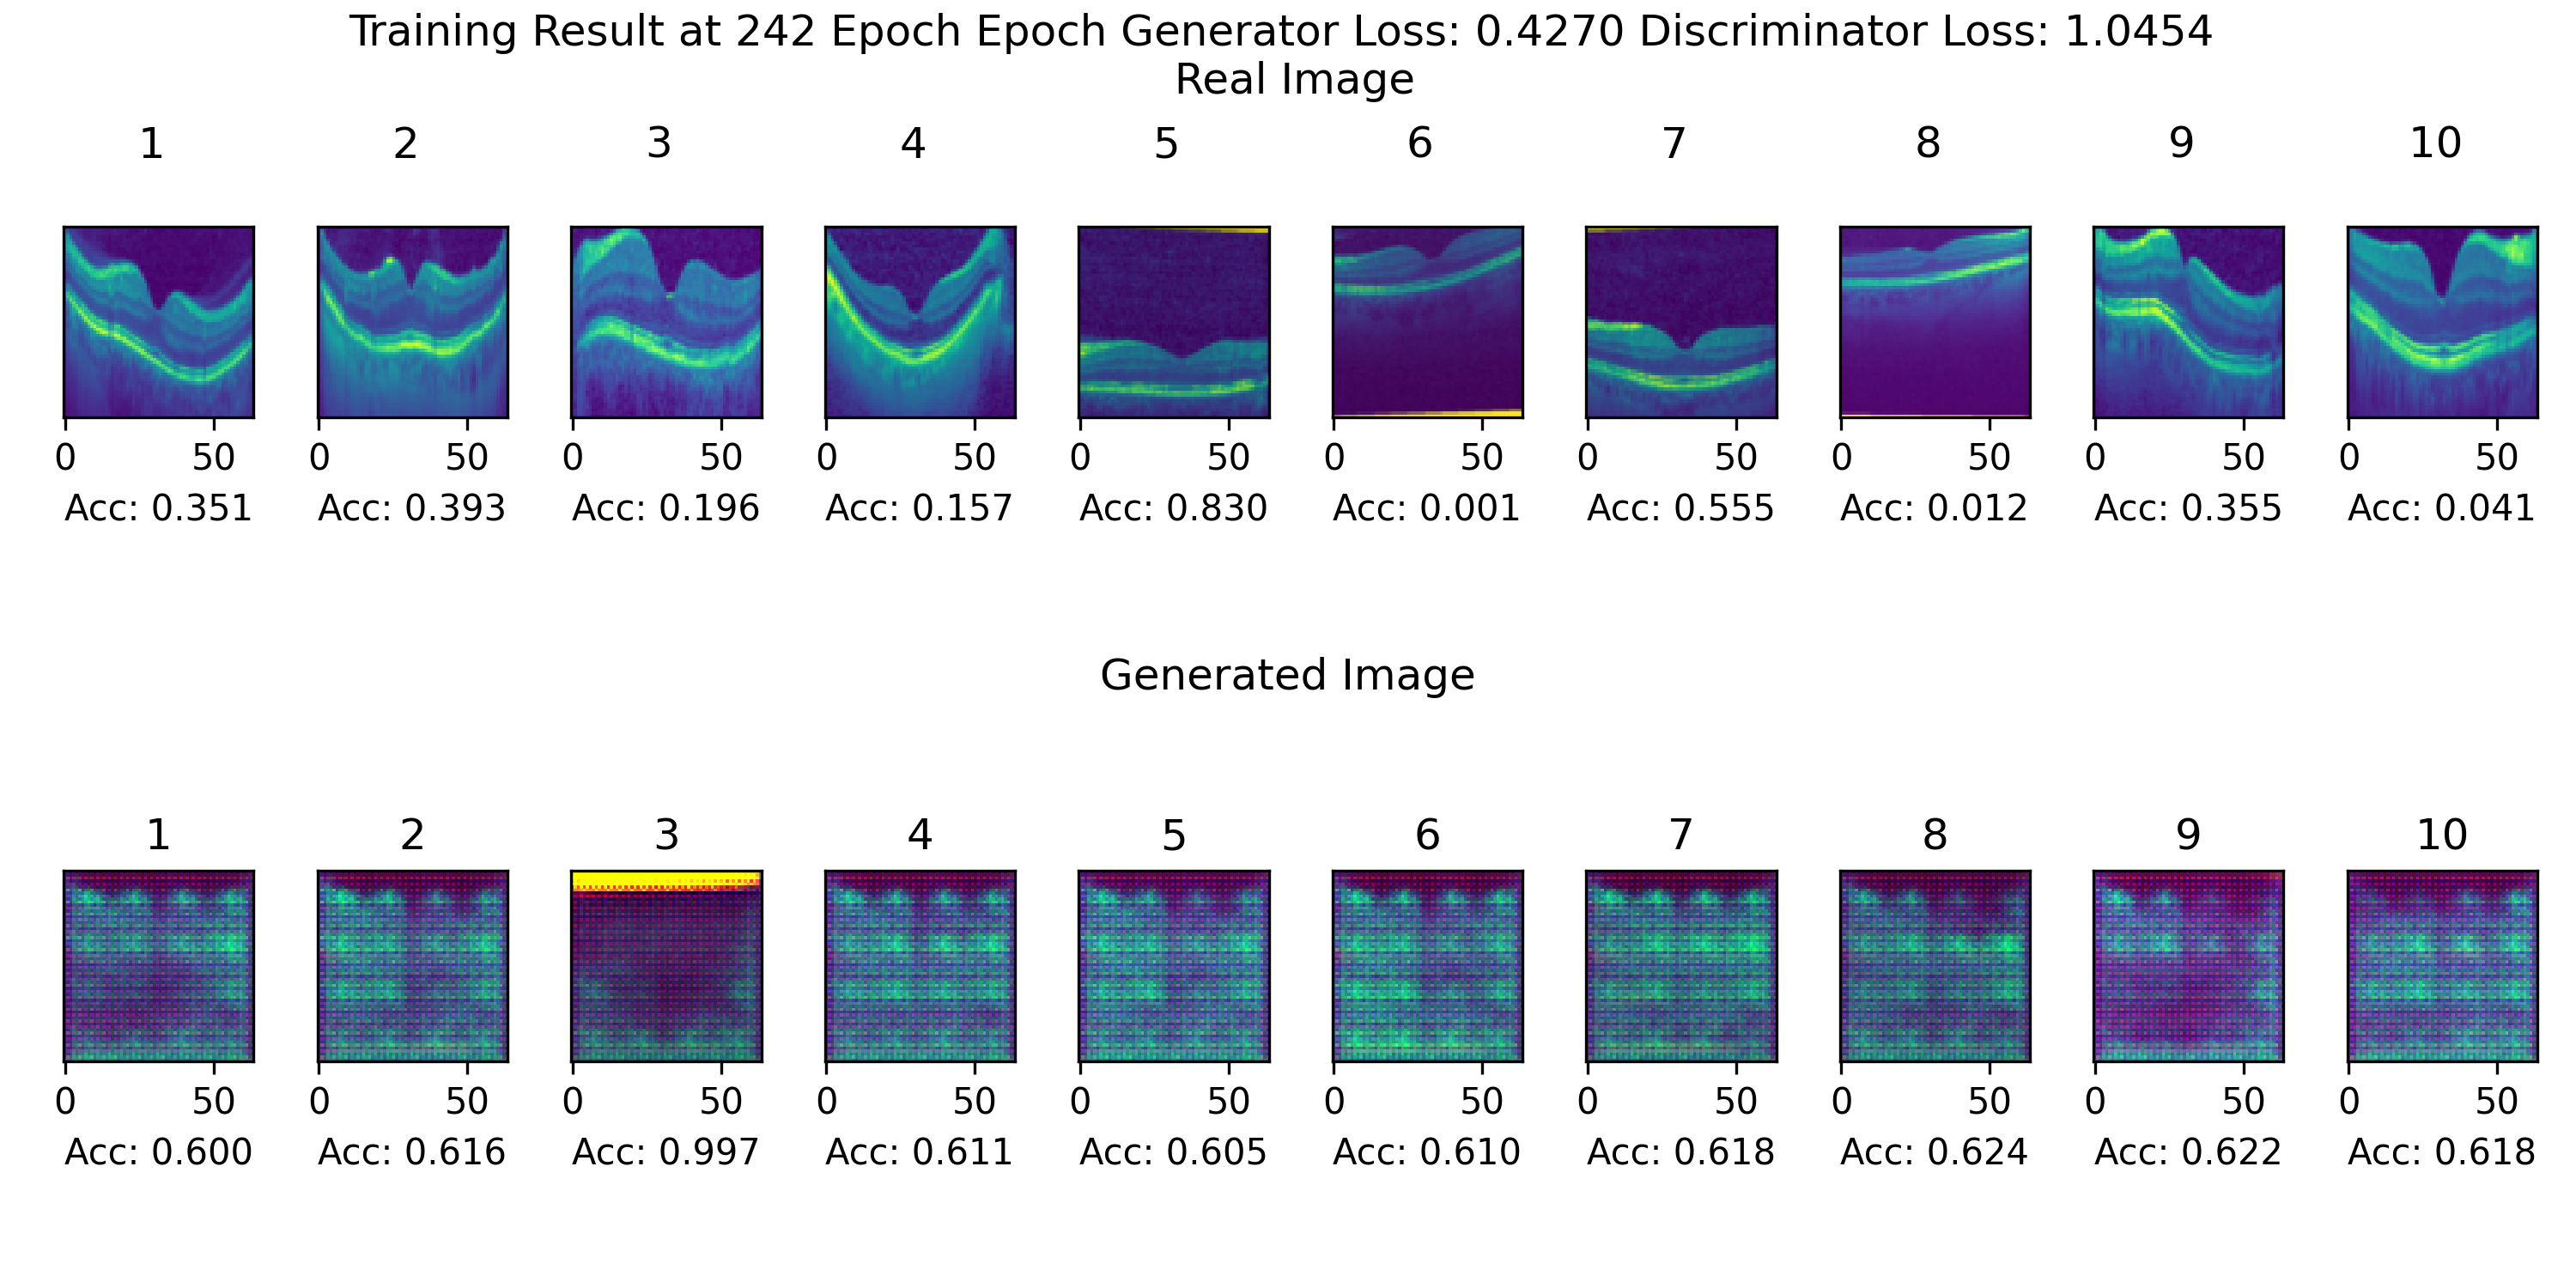 Training Result at 242 Epoch Epoch Generator Loss: 0.4270 Discriminator Loss: 1.0454
Real Image
1 2 3 4 5 6 7 8 9 10
0 50 0 50 0 50 0 50 0 50 0 50 0 50 0 50 0 50 0 50
Acc: 0.351 Acc: 0.393 Acc: 0.196 Acc: 0.157 Acc: 0.830 Acc: 0.001 Acc: 0.555 Acc: 0.012 Acc: 0.355 Acc: 0.041
Generated Image
1 2 3 4 5 6 7 8 9 10
0 50 0 50 0 50 0 50 0 50 0 50 0 50 0 50 0 50 0 50
Acc: 0.600 Acc: 0.616 Acc: 0.997 Acc: 0.611 Acc: 0.605 Acc: 0.610 Acc: 0.618 Acc: 0.624 Acc: 0.622 Acc: 0.618